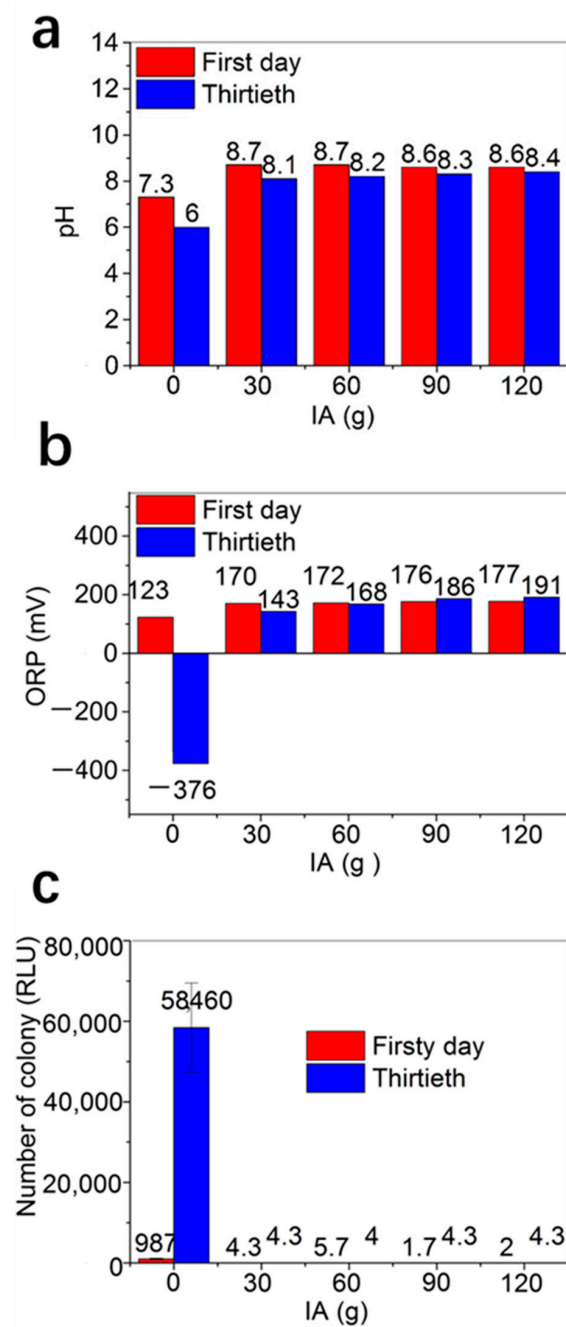 a
14
First day
12
Thirtieth
10
8.7 8.7 8.6 8.6
8.1 8.2 8.3 8.4
8
7.3
6
6
4
2
0
pH
0 30 60 90 120
IA (g)
b
First day
Thirtieth
400
200
123 170 143 172 168 176 186 177 191
0
−200
−400
−376
ORP (mV)
0 30 60 90 120
IA (g )
c
80,000
58460
60,000
Firsty day
Thirtieth
40,000
20,000
987 4.3 4.3 5.7 4 1.7 4.3 2 4.3
0
Number of colony (RLU)
0 30 60 90 120
IA (g)